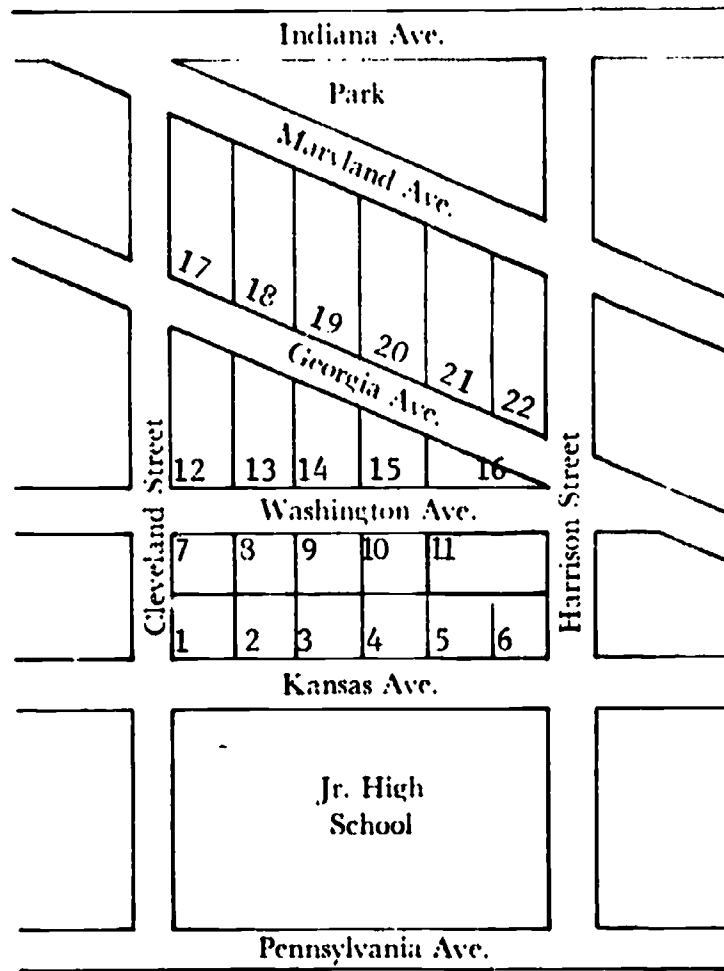 Indiana Ave.
Park
Maryland Ave.
17 18 19 20 21 22
Georgia Ave.
12 13 14 15 16
Cleveland Street
Washington Ave.
Harrison Street
7 8 9 10 11
1 2 3 4 5 6
Kansas Ave.
Jr. High
School
Pennsylvania Ave.